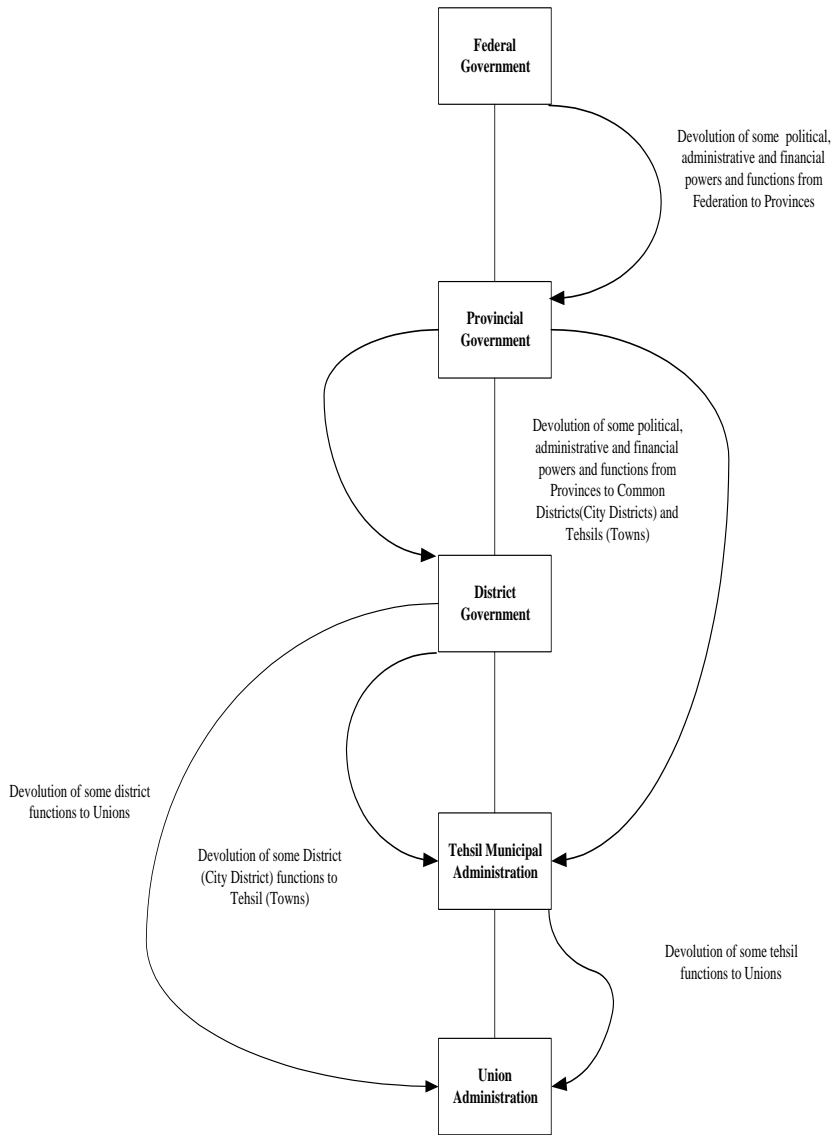 Federal
Government
Devolution of some political,
administrative and financial
powers and functions from
Federation to Provinces
Provincial
Government
Devolution of some political,
administrative and financial
powers and functions from
Provinces to Common
Districts(City Districts) and
Tehsils (Towns)
District
Government
Devolution of some district
functions to Unions
Devolution of some District
(City District) functions to
Tehsil (Towns)
Tehsil Municipal
Administration
Devolution of some tehsil
functions to Unions
Union
Administration